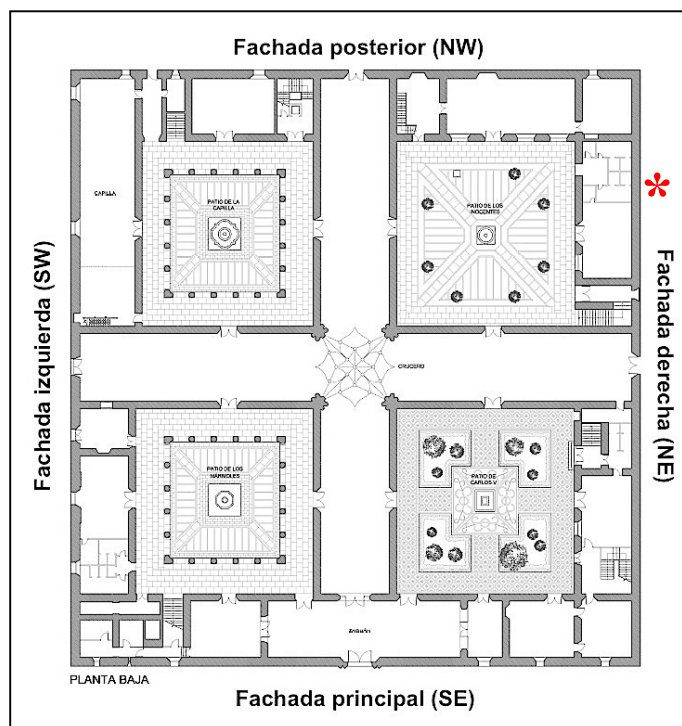 Fachada posterior (NW)
CAPILLA
PATIO DE LA
CAPILLA
PATIO DE LOS
INOCENTES
*
Fachada izquierda (SW)
Fachada derecha (NE)
CRUCERO
PATIO DE LOS
MÁRMOLES
PATIO DE
CARLOS V
ZAGUÁN
PLANTA BAJA
Fachada principal (SE)